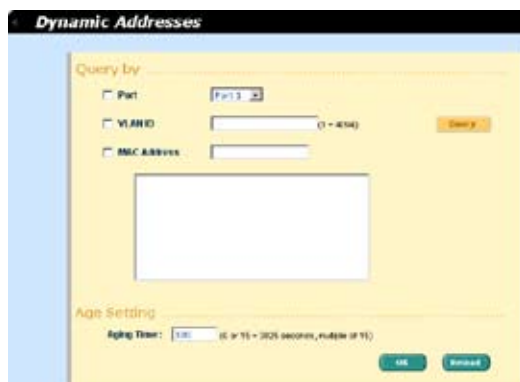 Dynamic Addresses
Query by
Port Port 1
VLAN ID (1 - 4094)
Query
MAC Address
Age Setting
Aging Time: (0 or 15 - 3825 seconds, multiple of 15)
OK Reload